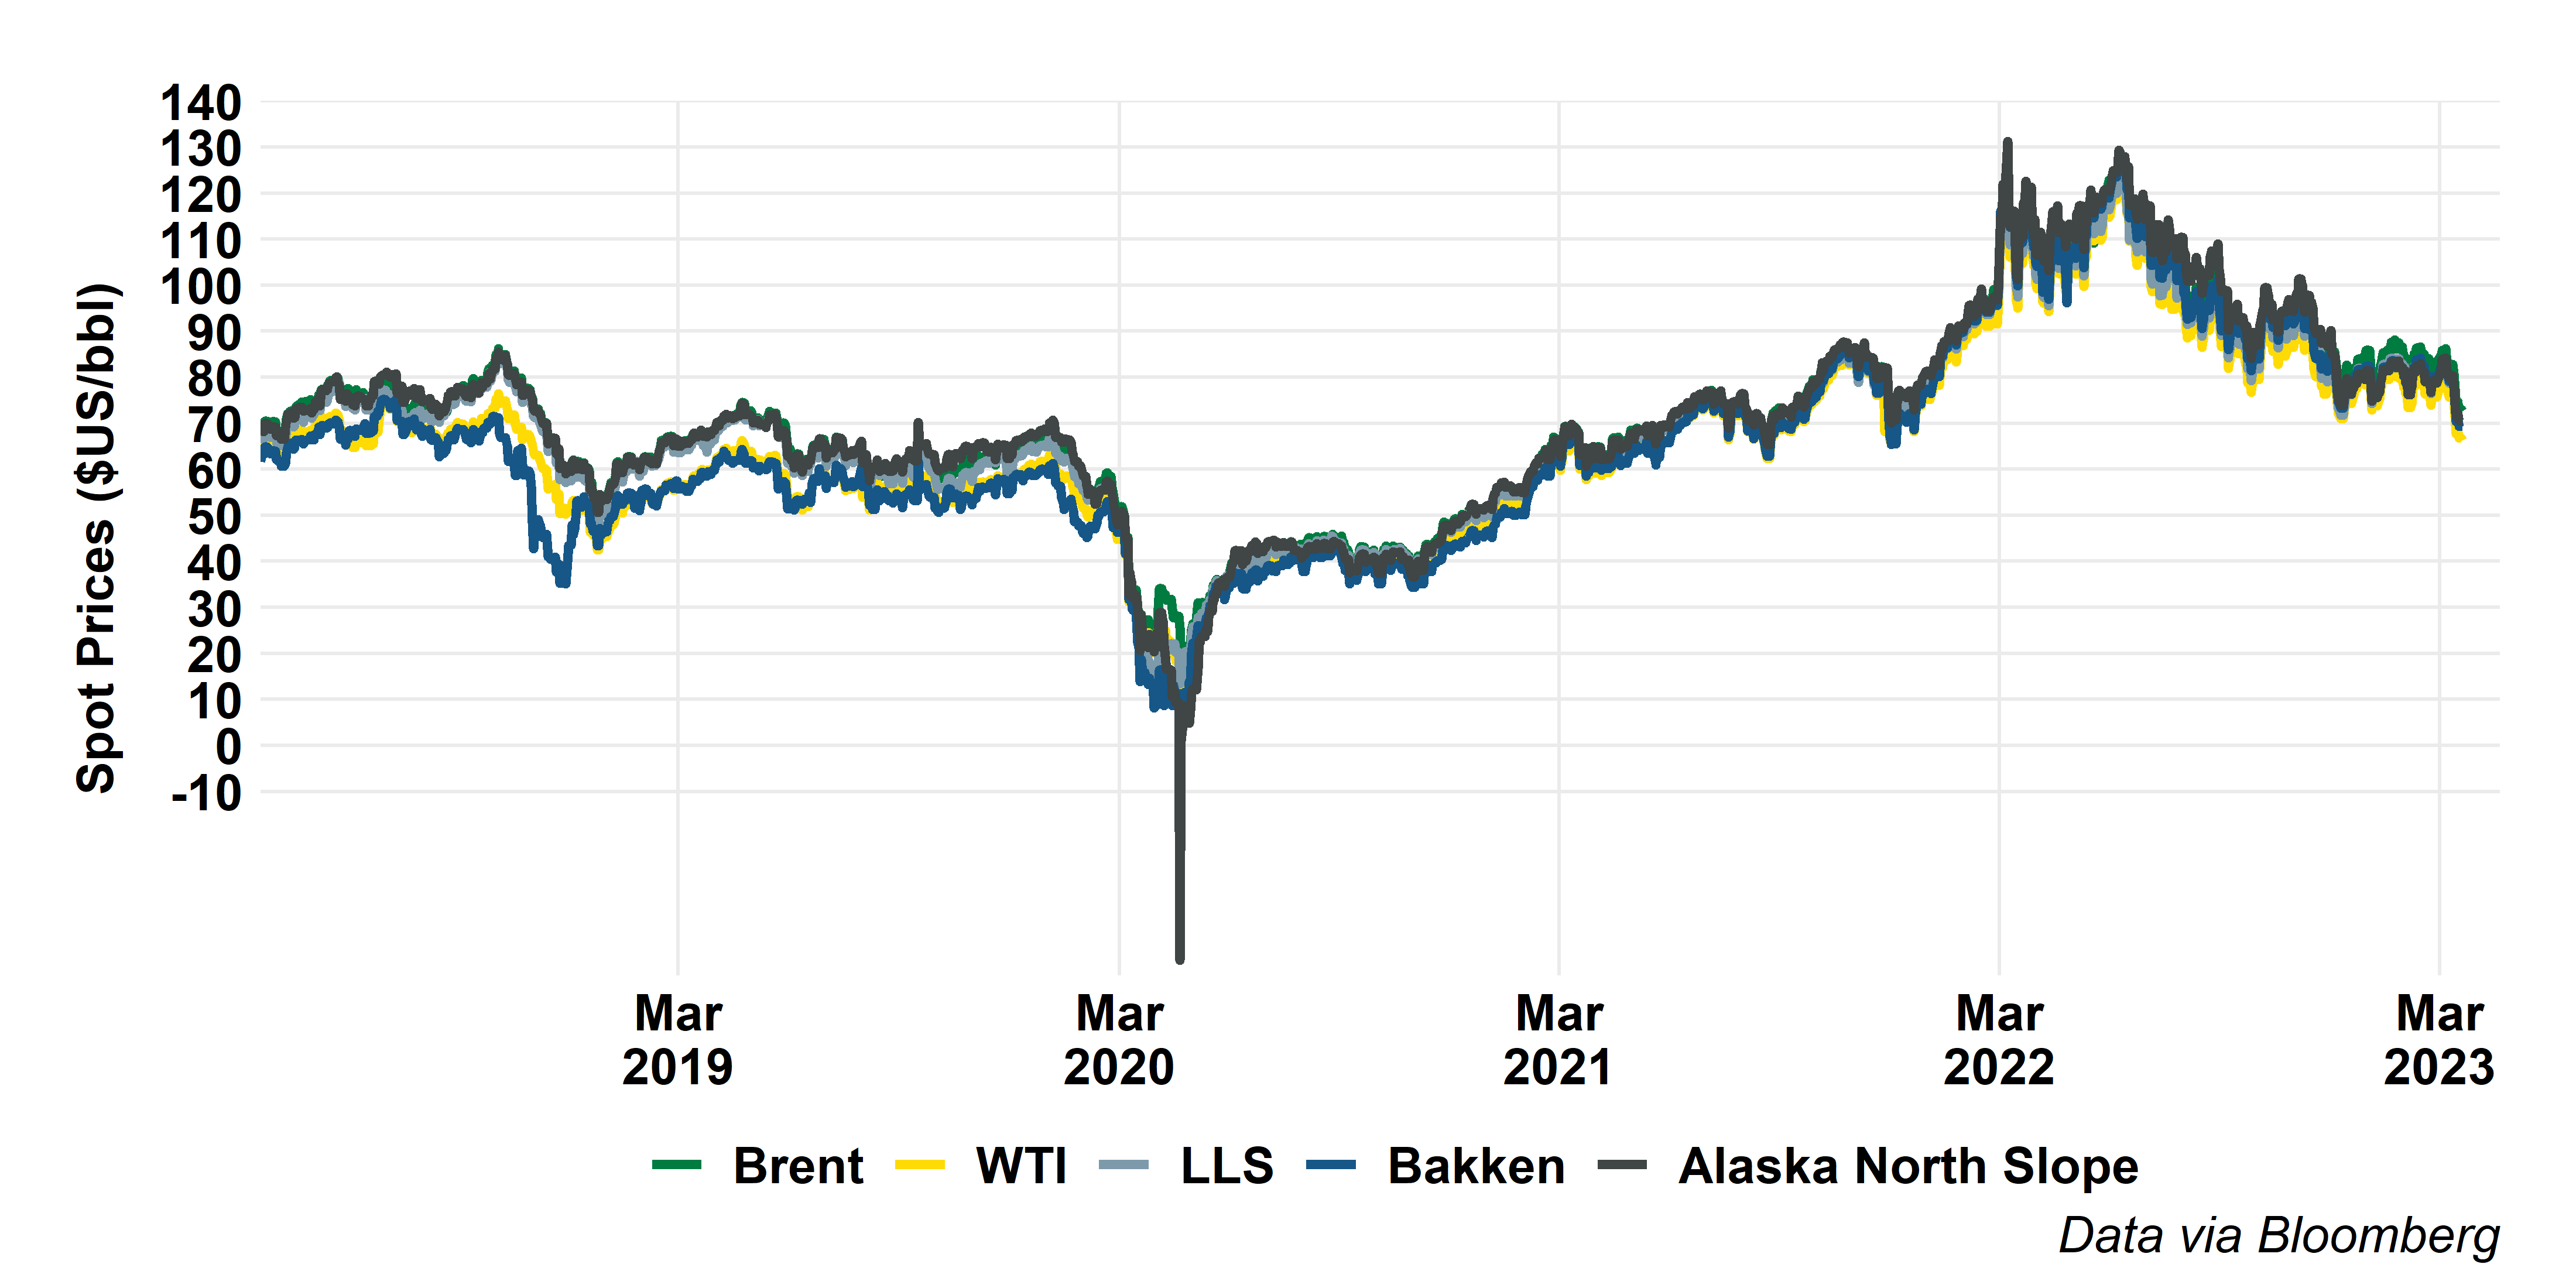 140
130
120
110
100
90
80
70
60
50
40
30
20
10
0
-10
Spot Prices ($US/bbl)
Mar 2019
Mar 2020
Mar 2021
Mar 2022
Mar 2023
Brent WTI LLS Bakken Alaska North Slope
Data via Bloomberg